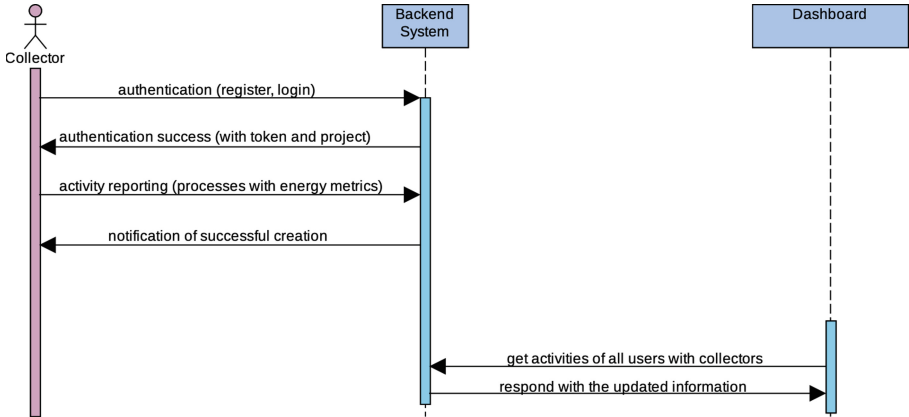 Collector
Backend
System
Dashboard
authentication (register, login)
authentication success (with token and project)
activity reporting (processes with energy metrics)
notification of successful creation
get activities of all users with collectors
respond with the updated information